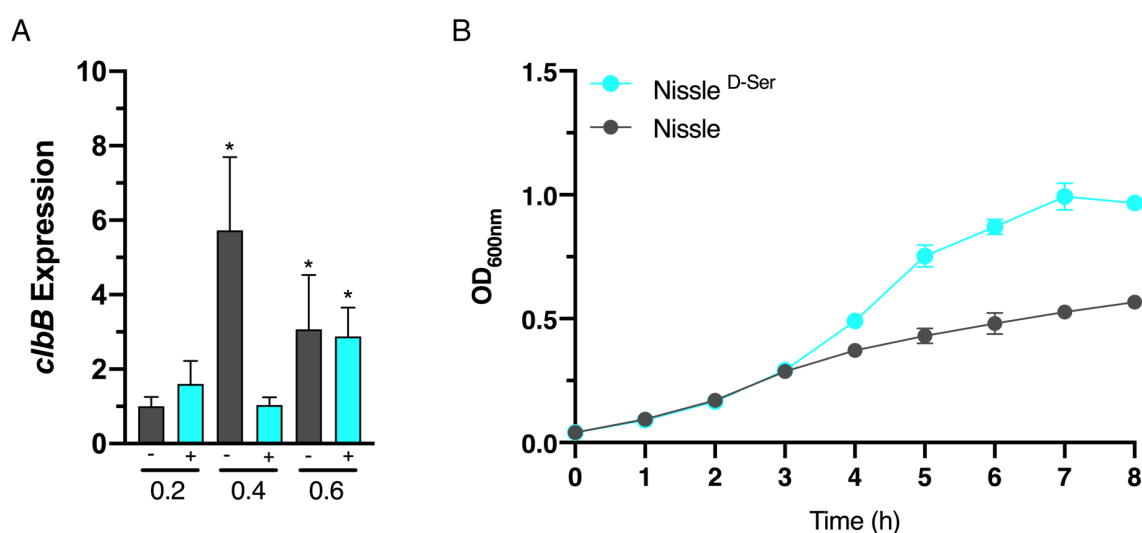 A
clbB Expression
10
8
6
4
2
0
*
*
*
- + - + - +
0.2 0.4 0.6
B
Nissle D-Ser
Nissle
OD600nm
1.5
1.0
0.5
0.0
0 1 2 3 4 5 6 7 8
Time (h)